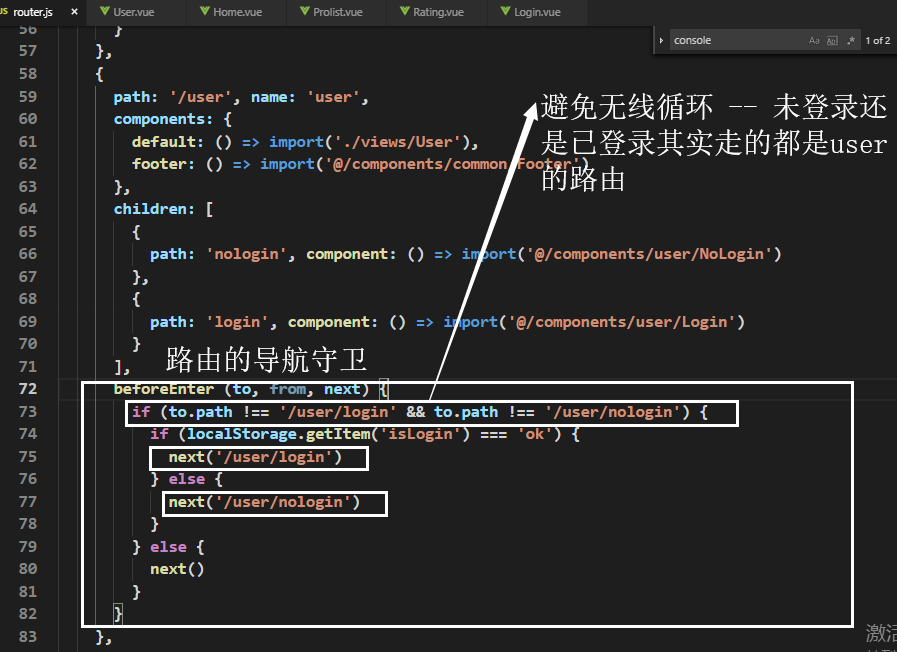 JS router.js × User.vue Home.vue Prolist.vue Rating.vue Login.vue
console Aa Abl .* 1 of 2
56 }
57 },
58 {
59 path: '/user', name: 'user',
60 components: {
61 default: () => import('./views/User'),
62 footer: () => import('@/components/common/Footer')
63 },
64 children: [
65 {
66 path: 'nologin', component: () => import('@/components/user/NoLogin')
67 },
68 {
69 path: 'login', component: () => import('@/components/user/Login')
70 }
71 ],
72 beforeEnter (to, from, next) {
73 if (to.path !== '/user/login' && to.path !== '/user/nologin') {
74 if (localStorage.getItem('isLogin') === 'ok') {
75 next('/user/login')
76 } else {
77 next('/user/nologin')
78 }
79 } else {
80 next()
81 }
82 }
83 },
避免无线循环 -- 未登录还
是已登录其实走的都是user
的路由
路由的导航守卫
激活